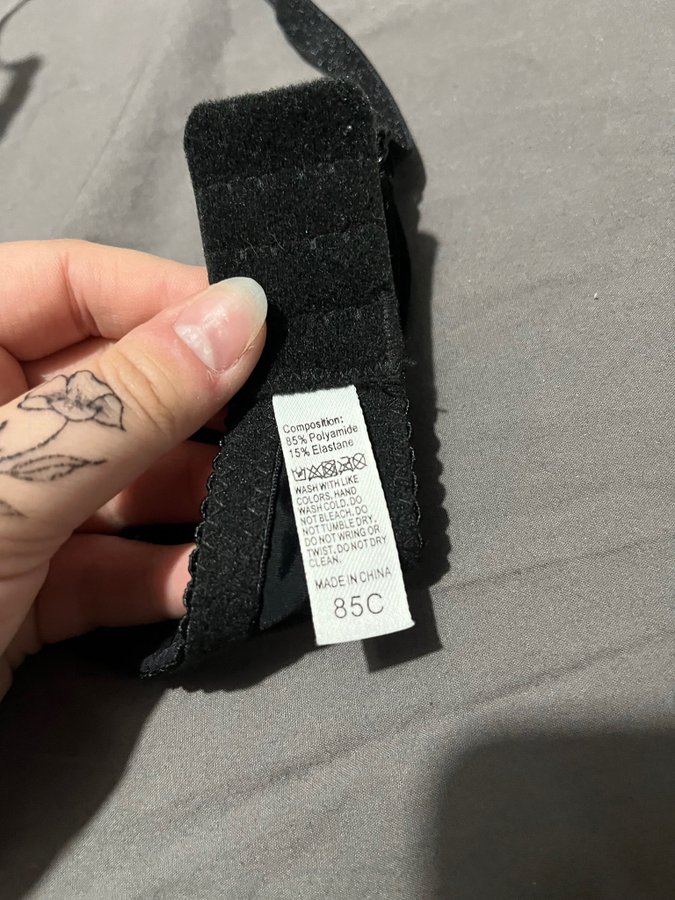 Composition:
85% Polyamide
15% Elastane
WASH WITH LIKE
COLORS, HAND
WASH COLD, DO
NOT BLEACH, DO
NOT TUMBLE DRY,
DO NOT WRING OR
TWIST, DO NOT DRY
CLEAN.
MADE IN CHINA
85C